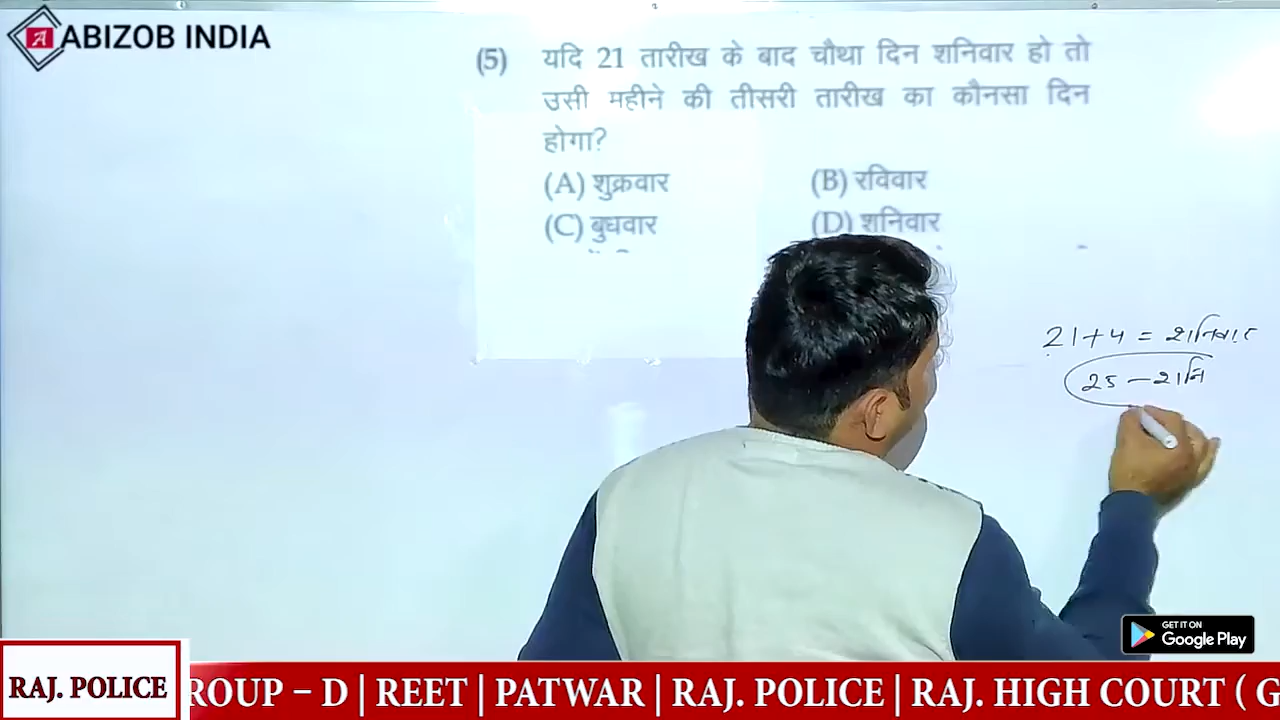 ABIZOB INDIA
(5) यदि 21 तारीख के बाद चौथा दिन शनिवार हो तो
उसी महीने की तीसरी तारीख का कौनसा दिन
होगा?
(A) शुक्रवार (B) रविवार
(C) बुधवार (D) शनिवार
21+4 = शनिवार
25 – शनि
GET IT ON
Google Play
RAJ. POLICE
ROUP – D | REET | PATWAR | RAJ. POLICE | RAJ. HIGH COURT ( G